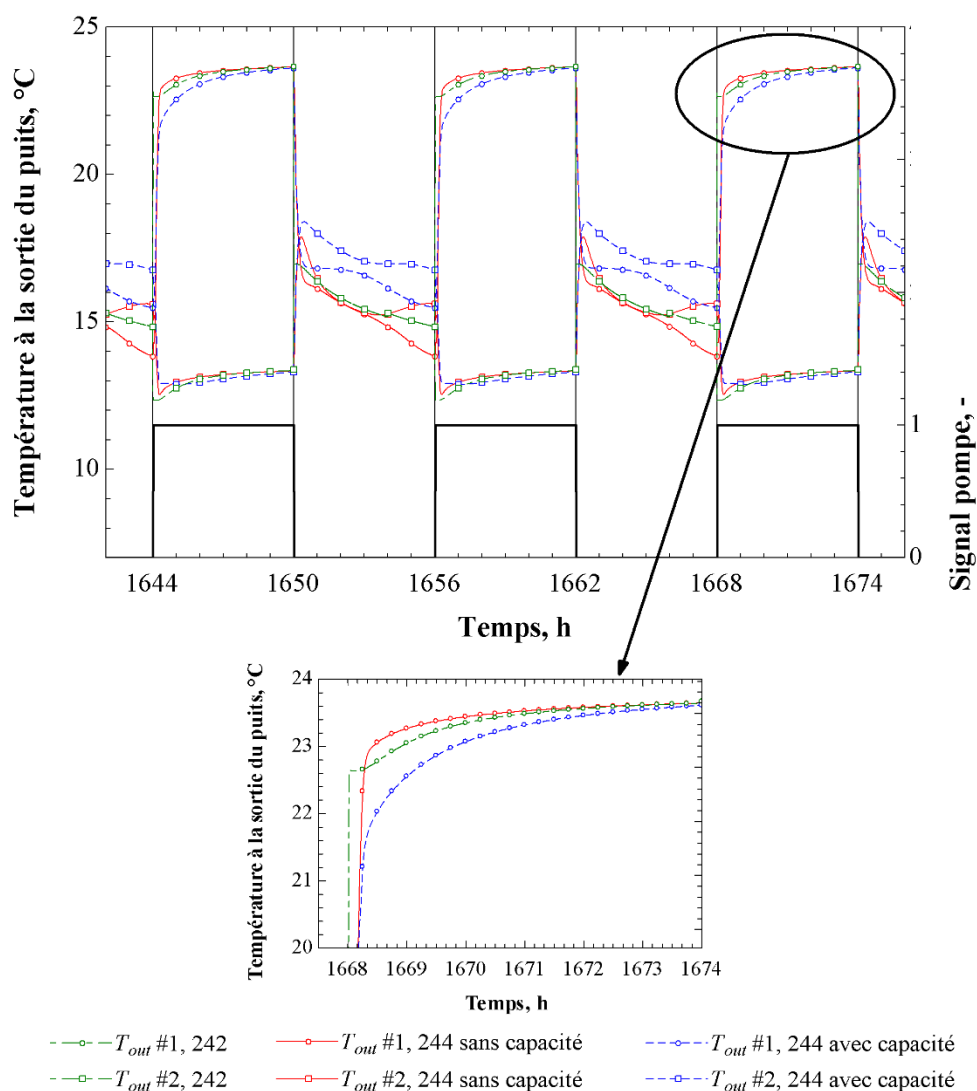 Température à la sortie du puits, °C
25
20
15
10
1
0
Signal pompe, -
1644 1650 1656 1662 1668 1674
Temps, h
Température à la sortie du puits, °C
24
23
22
21
20
1668 1669 1670 1671 1672 1673 1674
Temps, h
T_out #1, 242 T_out #1, 244 sans capacité T_out #1, 244 avec capacité
T_out #2, 242 T_out #2, 244 sans capacité T_out #2, 244 avec capacité